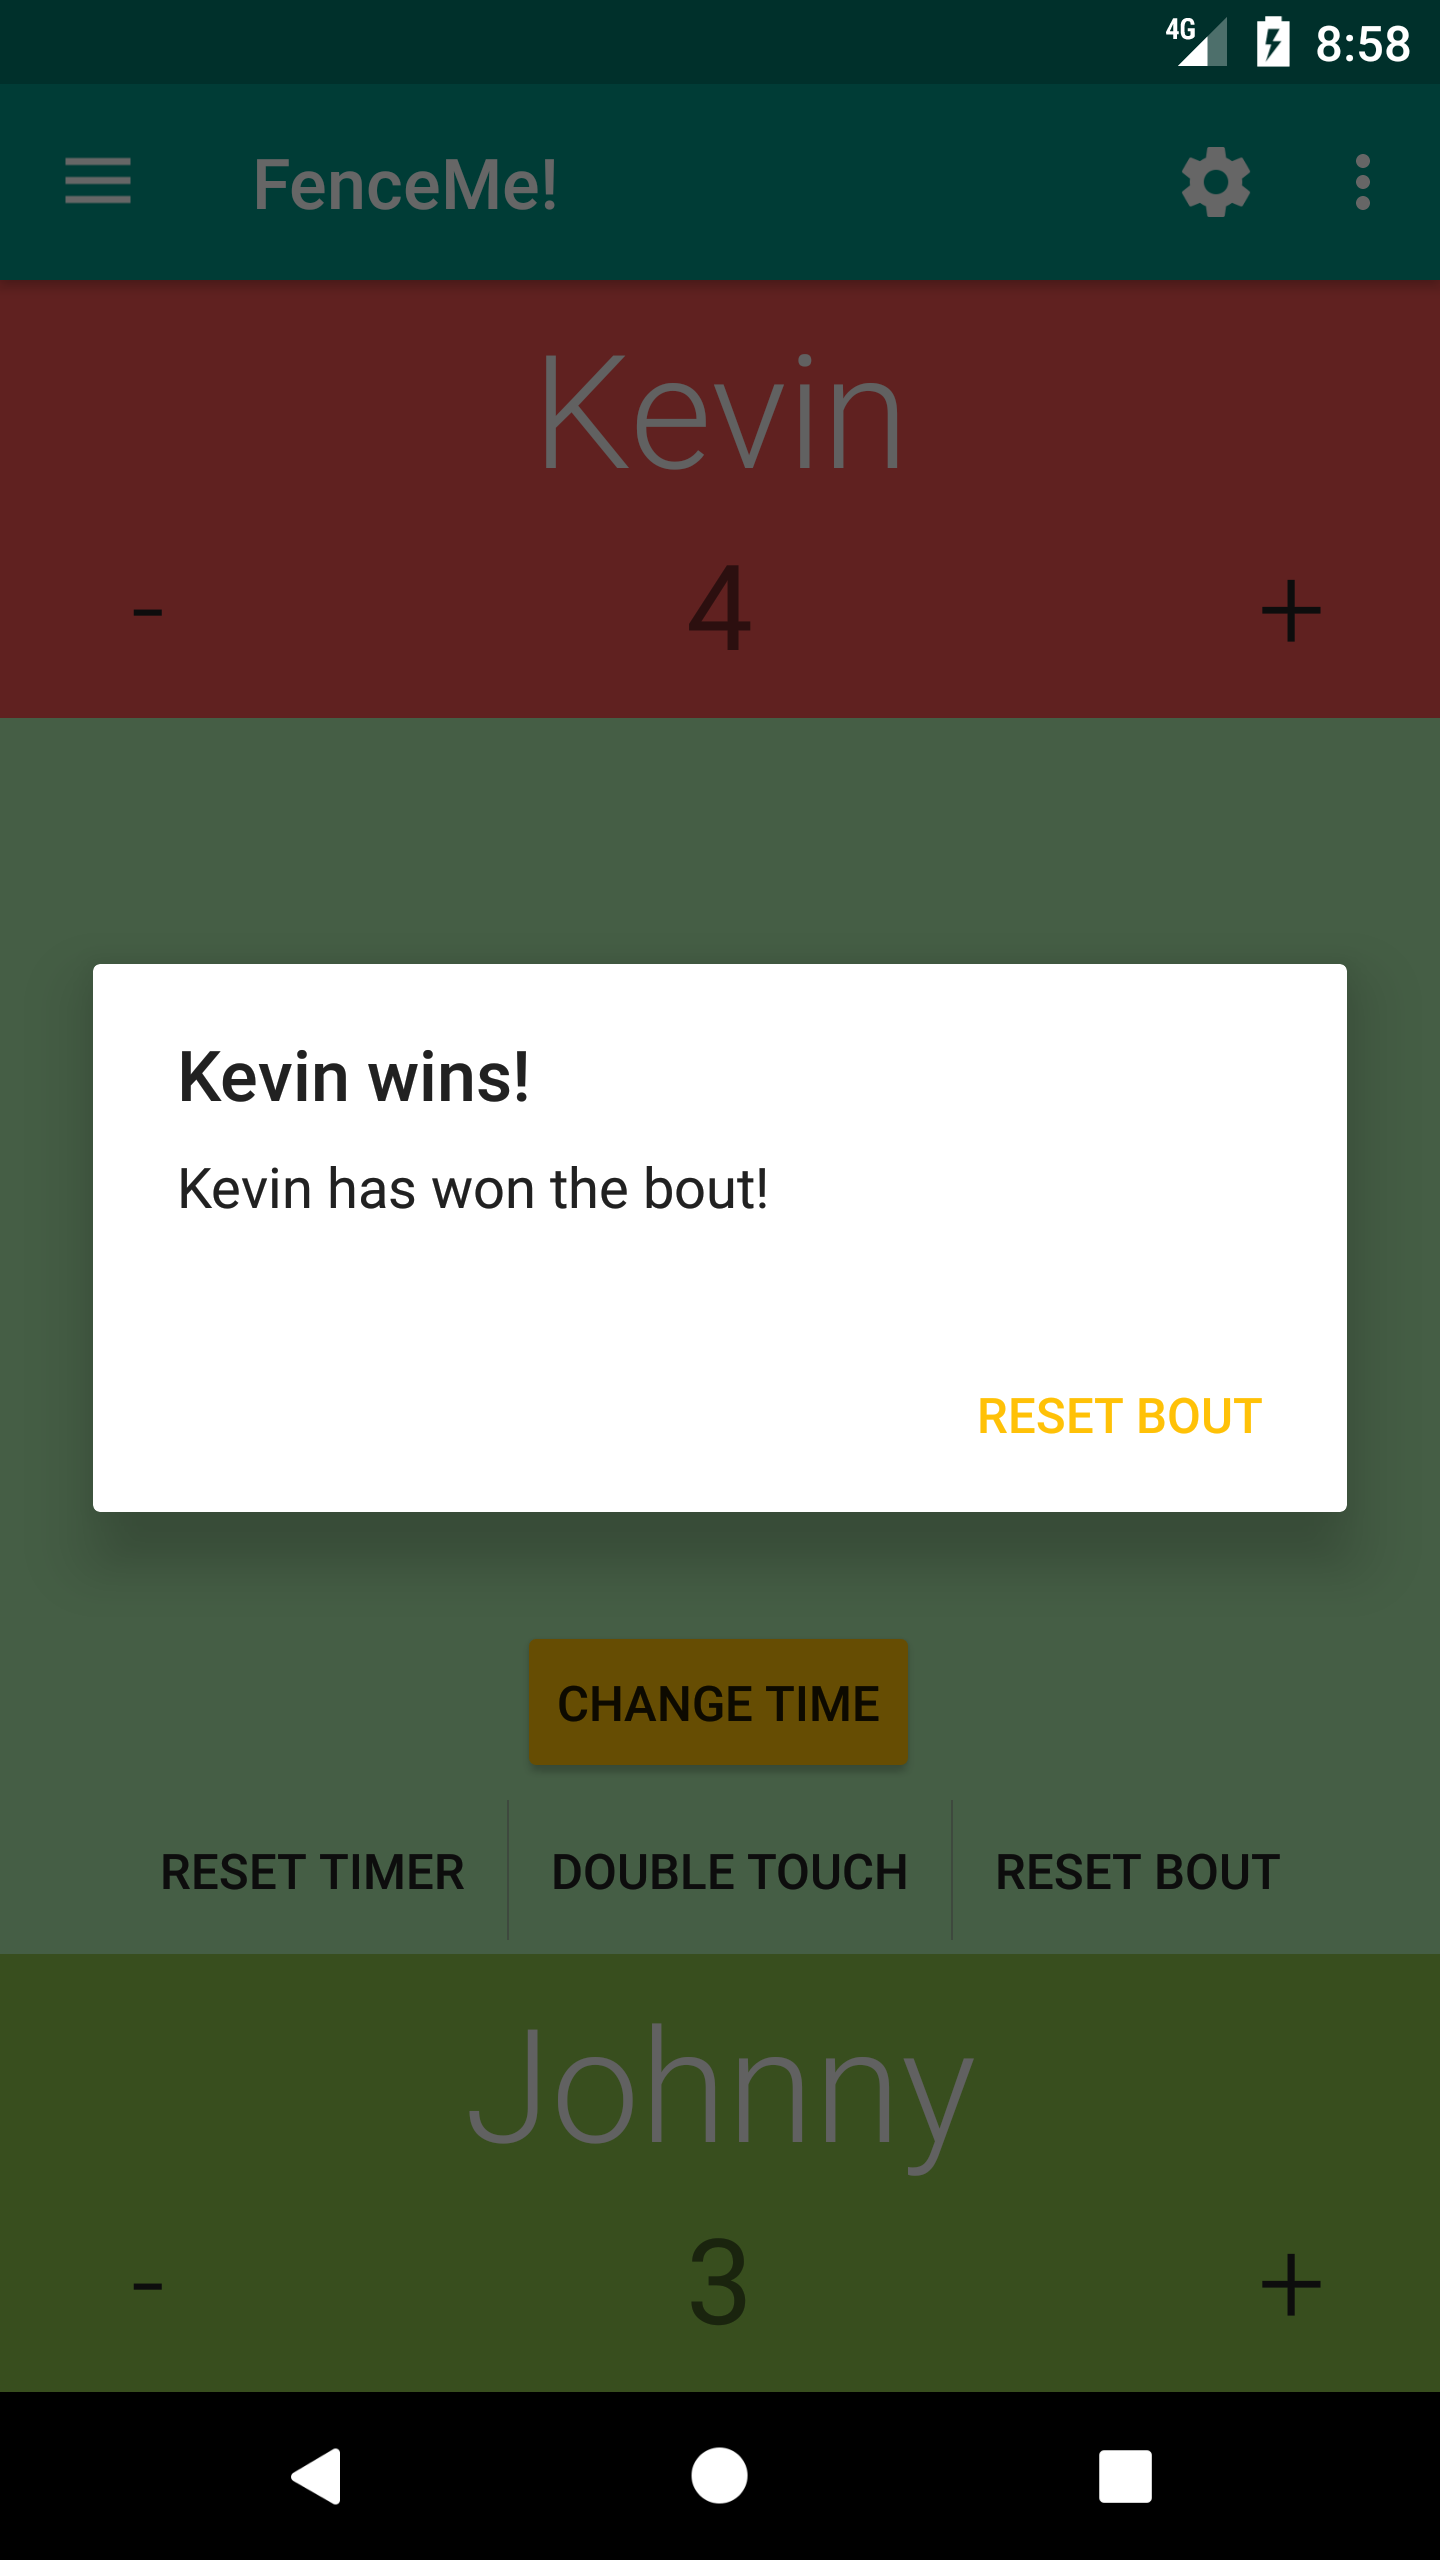 4G 8:58
FenceMe!
Kevin
- 4 +
Kevin wins!
Kevin has won the bout!
RESET BOUT
CHANGE TIME
RESET TIMER DOUBLE TOUCH RESET BOUT
Johnny
- 3 +